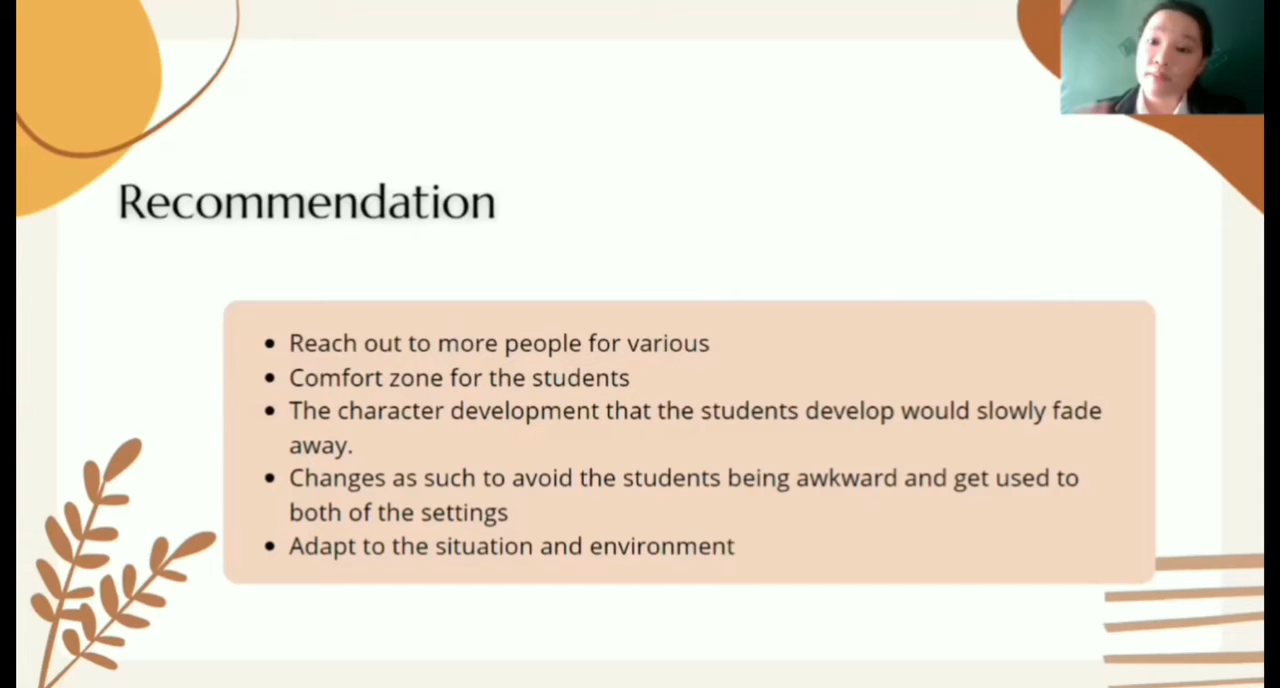 Recommendation
• Reach out to more people for various
• Comfort zone for the students
• The character development that the students develop would slowly fade
away.
• Changes as such to avoid the students being awkward and get used to
both of the settings
• Adapt to the situation and environment